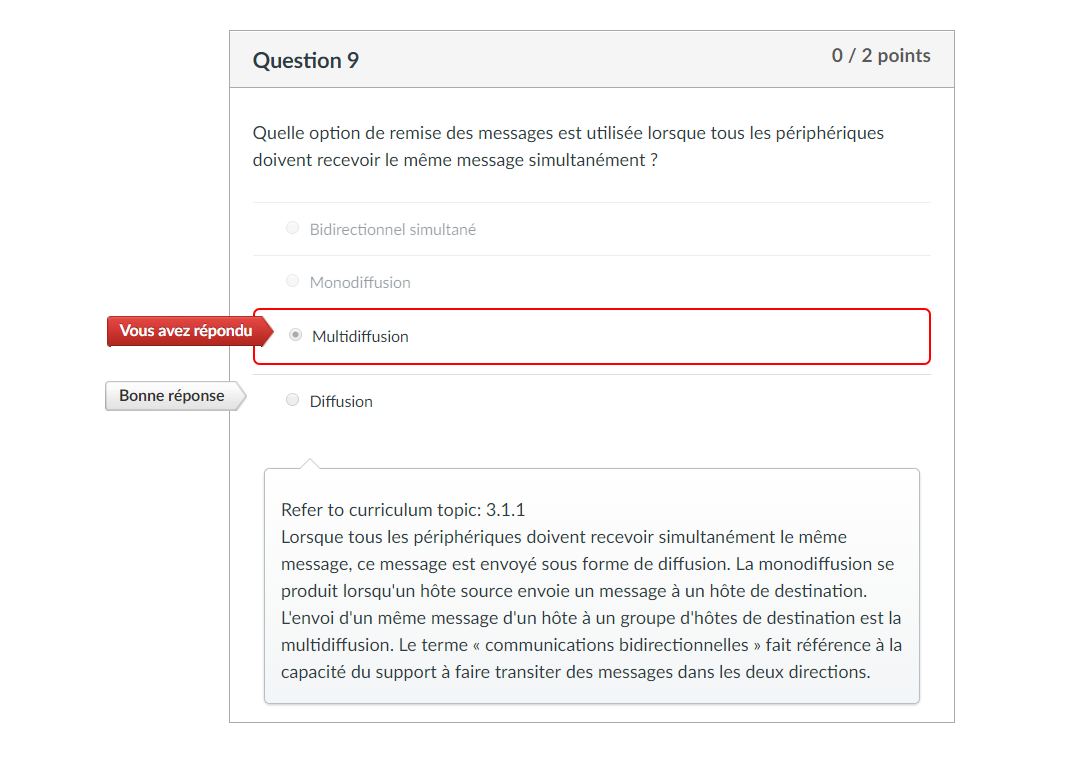 Question 9
0 / 2 points
Quelle option de remise des messages est utilisée lorsque tous les périphériques
doivent recevoir le même message simultanément ?
Bidirectionnel simultané
Monodiffusion
Vous avez répondu
Multidiffusion
Bonne réponse
Diffusion
Refer to curriculum topic: 3.1.1
Lorsque tous les périphériques doivent recevoir simultanément le même
message, ce message est envoyé sous forme de diffusion. La monodiffusion se
produit lorsqu'un hôte source envoie un message à un hôte de destination.
L'envoi d'un même message d'un hôte à un groupe d'hôtes de destination est la
multidiffusion. Le terme « communications bidirectionnelles » fait référence à la
capacité du support à faire transiter des messages dans les deux directions.